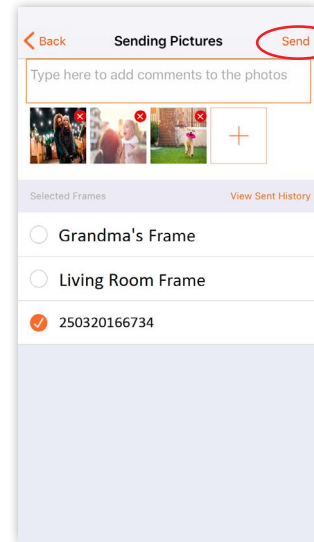 Back Sending Pictures Send
Type here to add comments to the photos
Selected Frames View Sent History
Grandma's Frame
Living Room Frame
250320166734